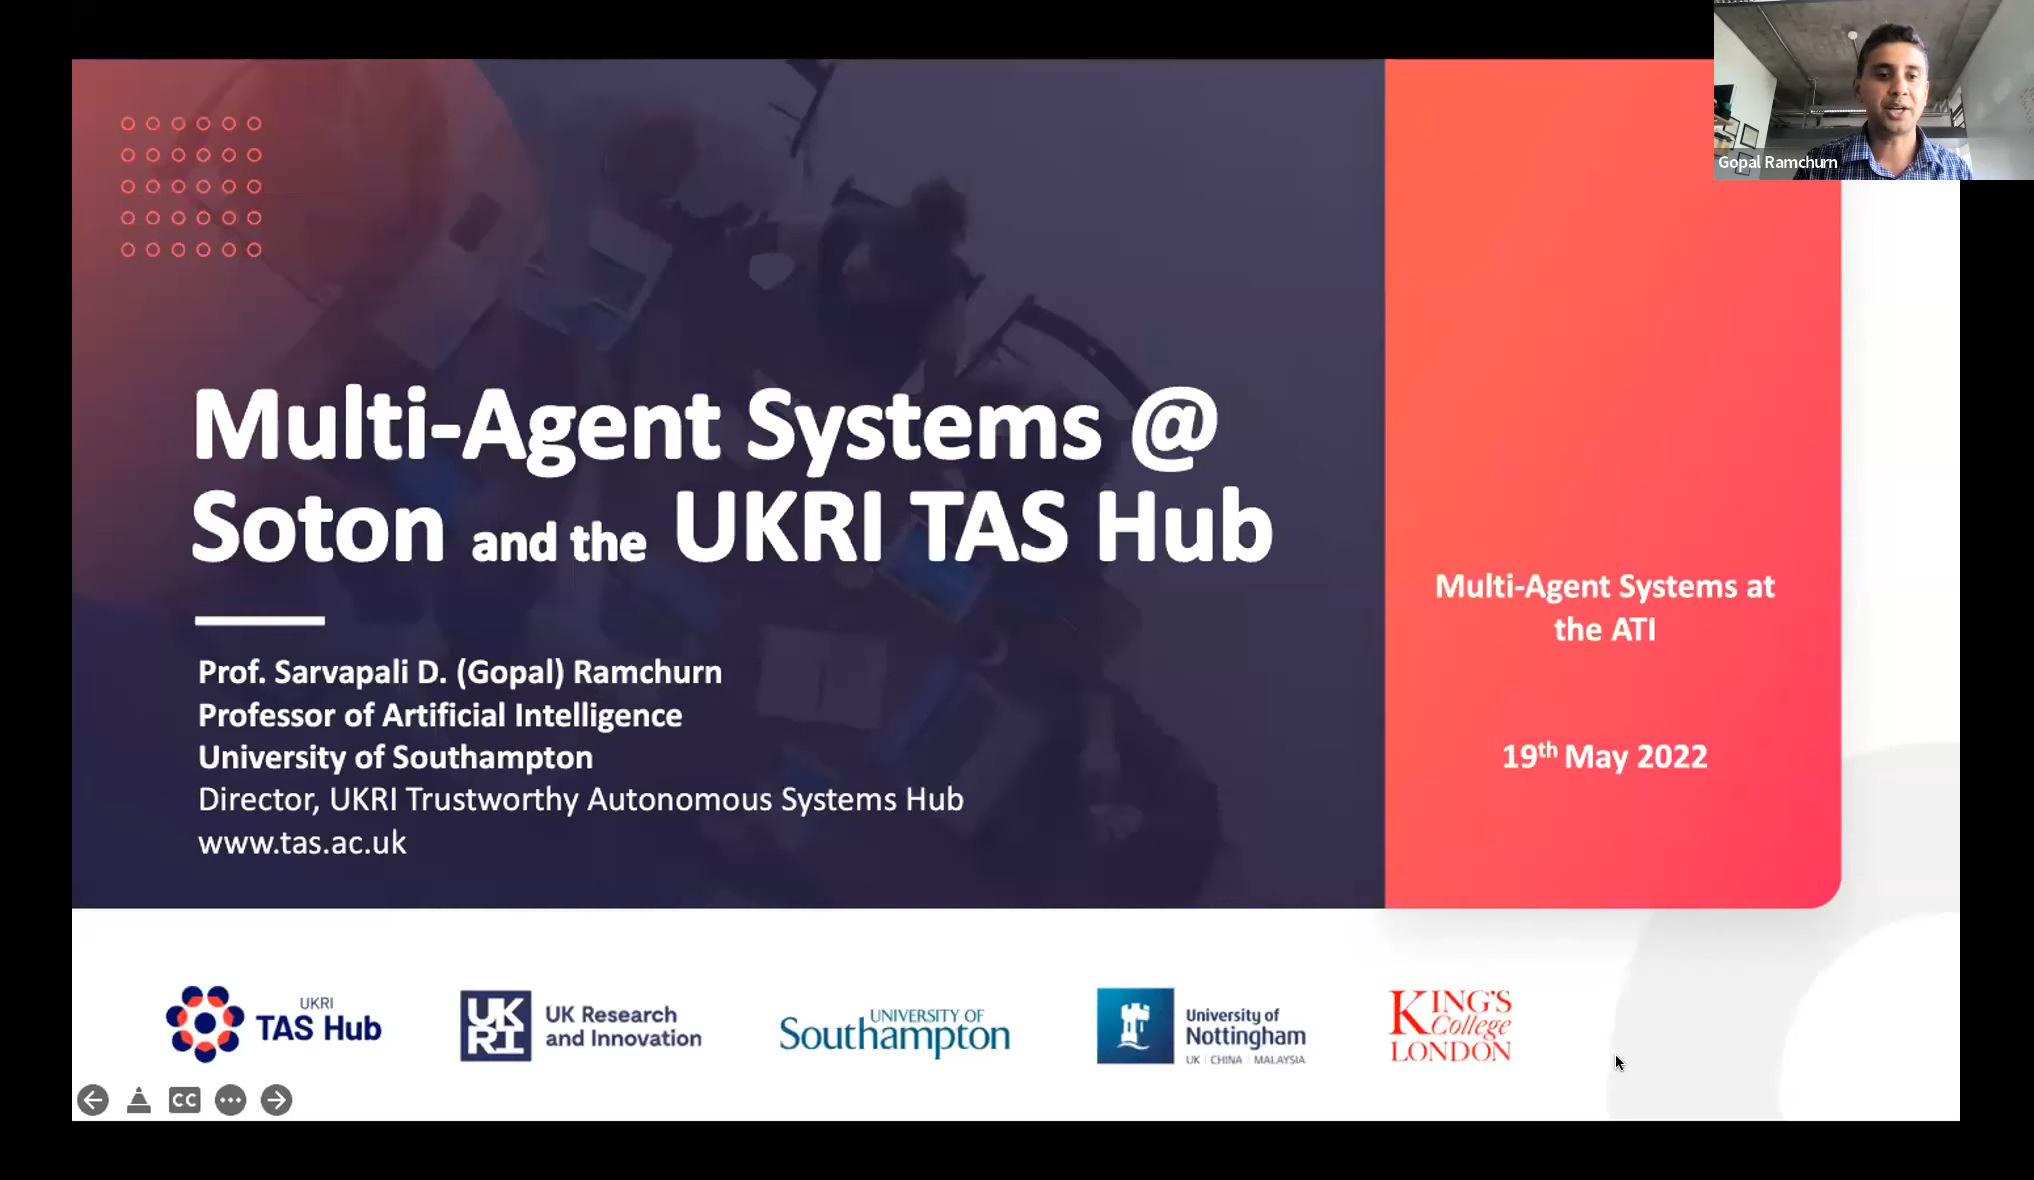 Gopal Ramchurn
Multi-Agent Systems @
Soton and the UKRI TAS Hub
Prof. Sarvapali D. (Gopal) Ramchurn
Professor of Artificial Intelligence
University of Southampton
Director, UKRI Trustworthy Autonomous Systems Hub
www.tas.ac.uk
Multi-Agent Systems at
the ATI
19th May 2022
UKRI
TAS Hub
UK
RI
UK Research
and Innovation
UNIVERSITY OF
Southampton
University of
Nottingham
UK | CHINA | MALAYSIA
KING'S
College
LONDON
CC